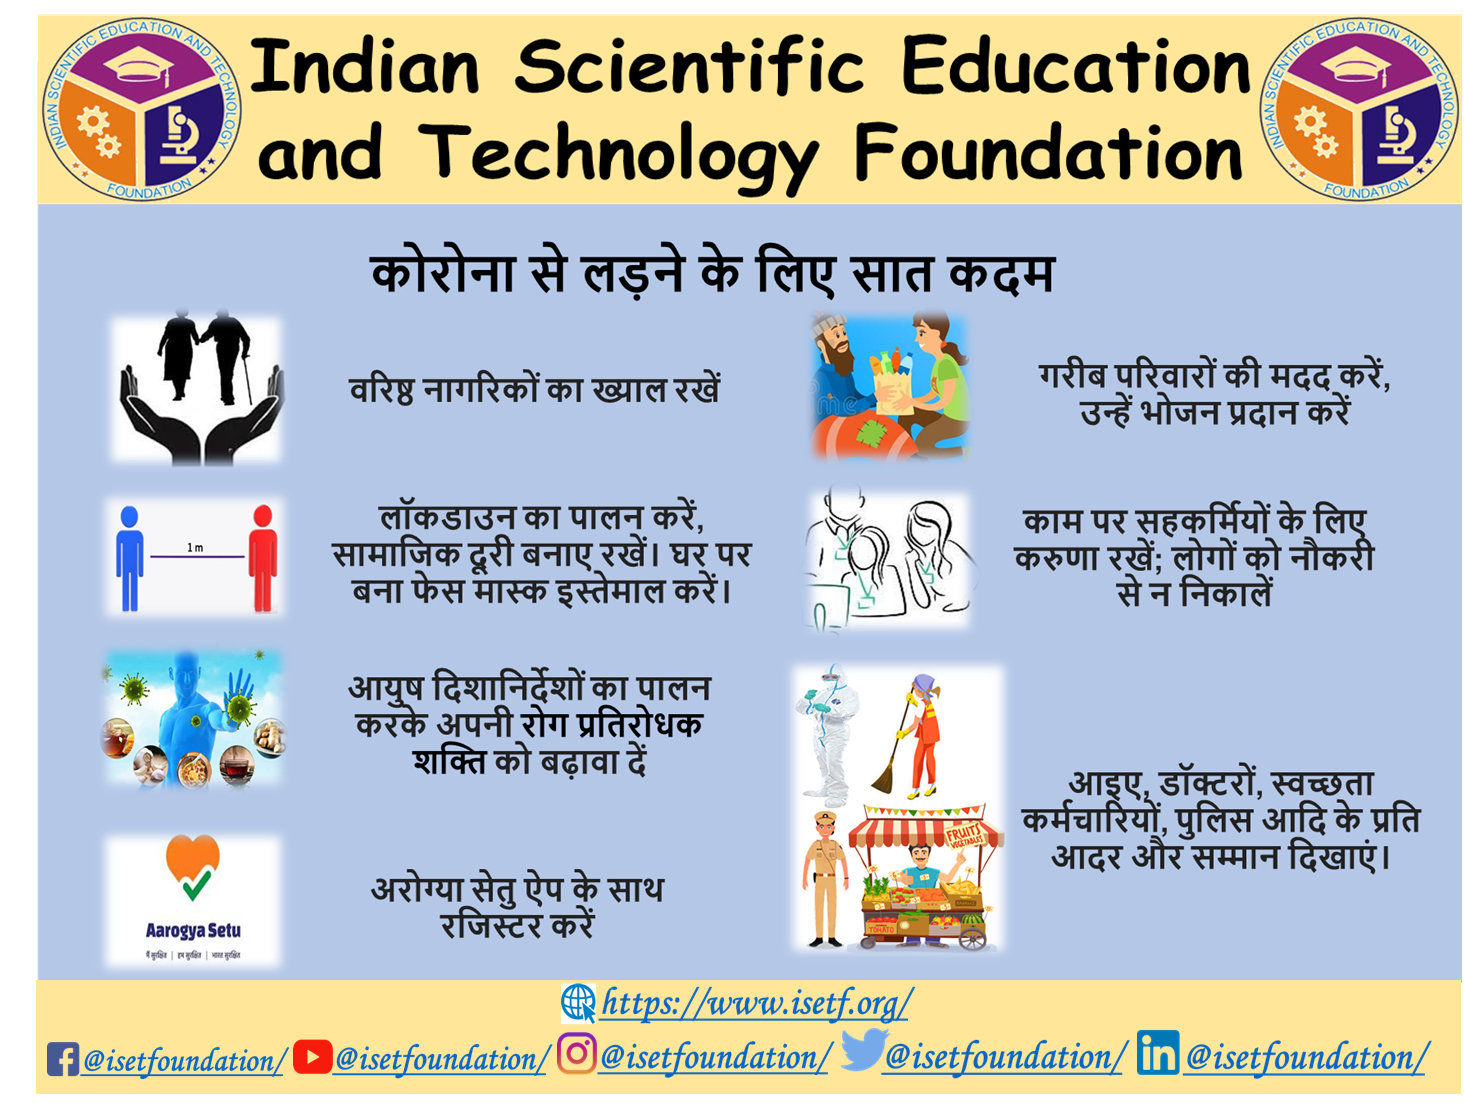 INDIAN SCIENTIFIC EDUCATION AND TECHNOLOGY FOUNDATION
Indian Scientific Education
and Technology Foundation
INDIAN SCIENTIFIC EDUCATION AND TECHNOLOGY FOUNDATION
कोरोना से लड़ने के लिए सात कदम
वरिष्ठ नागरिकों का ख्याल रखें
1 m
लॉकडाउन का पालन करें,
सामाजिक दूरी बनाए रखें। घर पर
बना फेस मास्क इस्तेमाल करें।
आयुष दिशानिर्देशों का पालन
करके अपनी रोग प्रतिरोधक
शक्ति को बढ़ावा दें
Aarogya Setu
मैं सुरक्षित | हम सुरक्षित | भारत सुरक्षित
अरोग्या सेतु ऐप के साथ
रजिस्टर करें
गरीब परिवारों की मदद करें,
उन्हें भोजन प्रदान करें
काम पर सहकर्मियों के लिए
करुणा रखें; लोगों को नौकरी
से न निकालें
FRUITS
VEGETABLES
TOMATO
आइए, डॉक्टरों, स्वच्छता
कर्मचारियों, पुलिस आदि के प्रति
आदर और सम्मान दिखाएं।
https://www.isetf.org/
@isetfoundation/ @isetfoundation/ @isetfoundation/ @isetfoundation/ @isetfoundation/